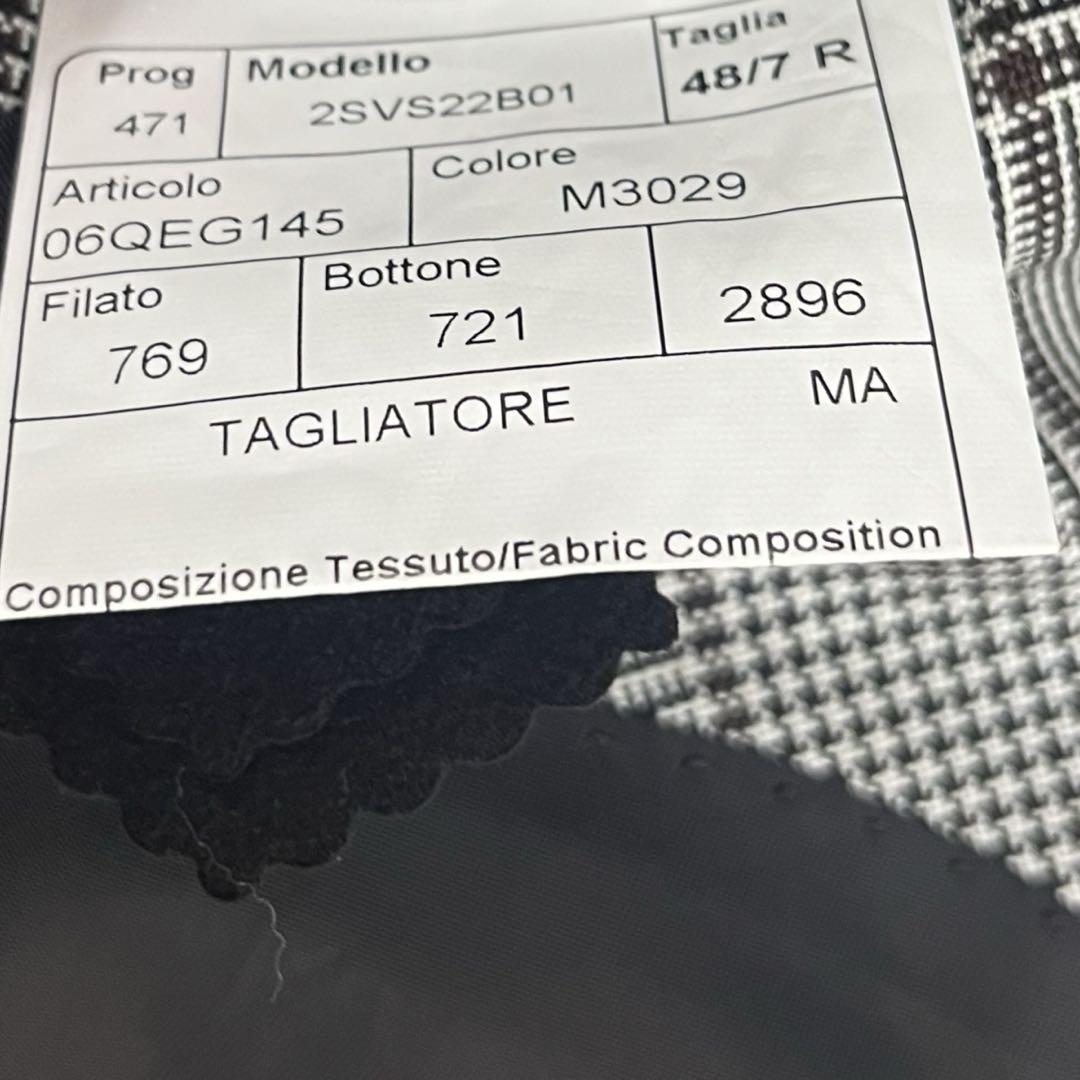 Prog
471
Modello
2SVS22B01
Taglia
48/7 R
Articolo
06QEG145
Colore
M3029
Filato
769
Bottone
721
2896
TAGLIATORE MA
Composizione Tessuto/Fabric Composition